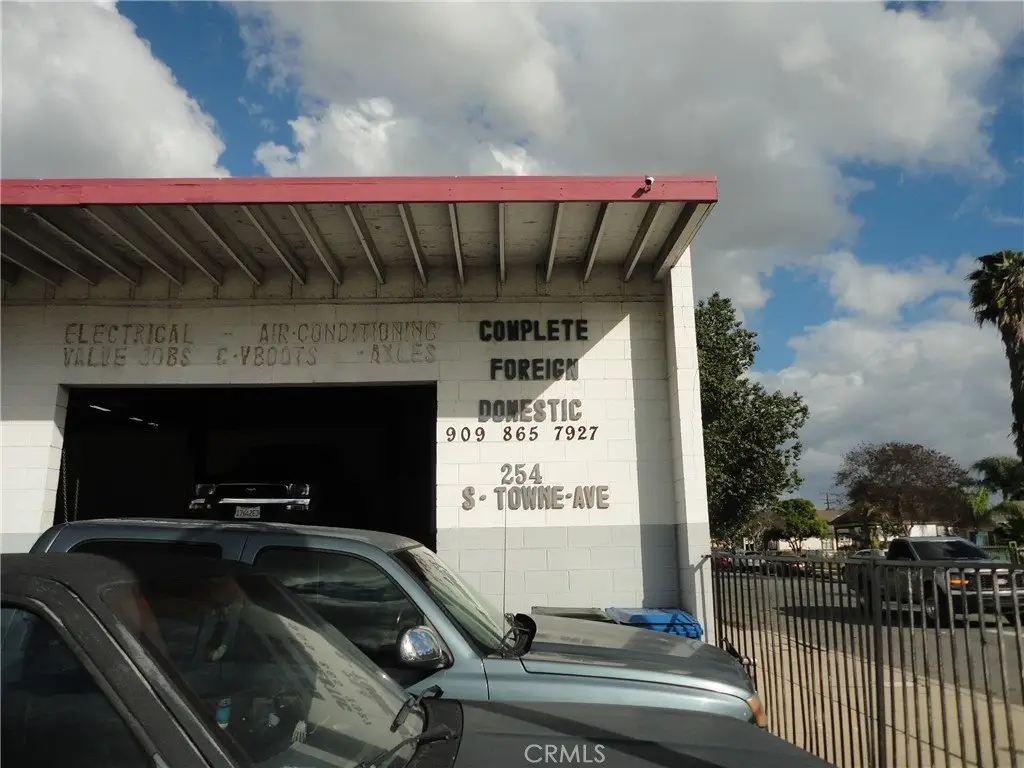 ELECTRICAL - AIR-CONDITIONING
VALVE JOBS C-VBOOTS -AXLES
COMPLETE
FOREIGN
DOMESTIC
909 865 7927
254
S- TOWNE-AVE
CRMLS